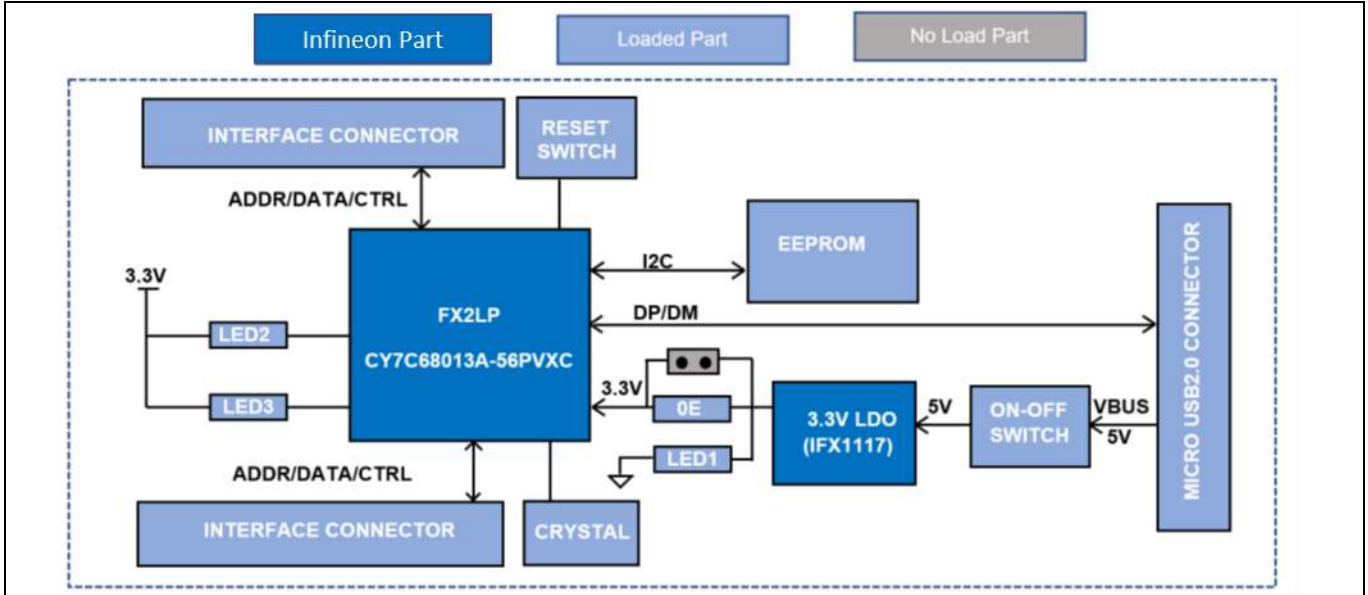 Infineon Part
Loaded Part
No Load Part
INTERFACE CONNECTOR
RESET
SWITCH
ADDR/DATA/CTRL
EEPROM
I2C
3.3V
FX2LP
CY7C68013A-56PVXC
DP/DM
LED2
LED3
3.3V
0E
LED1
3.3V LDO
(IFX1117)
5V
ON-OFF
SWITCH
VBUS
5V
MICRO USB2.0 CONNECTOR
ADDR/DATA/CTRL
INTERFACE CONNECTOR
CRYSTAL